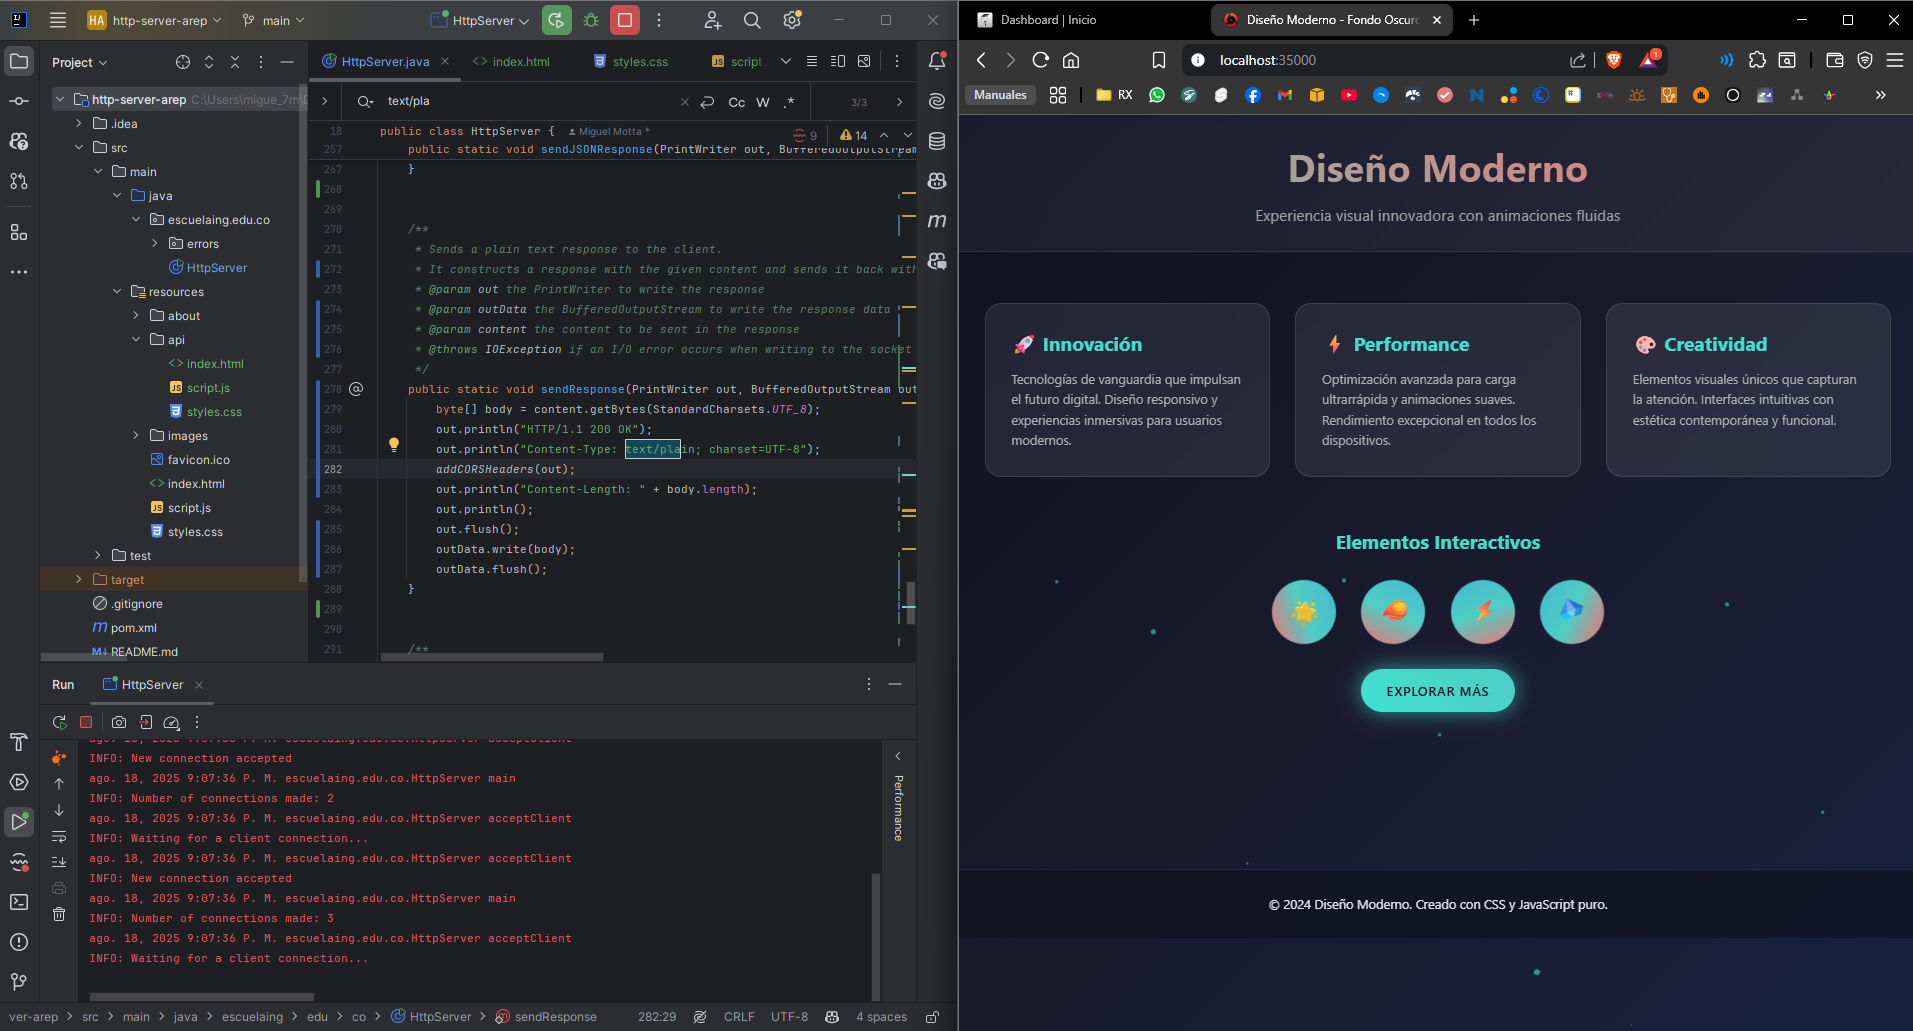 HA http-server-arep
main
HttpServer
Project
HttpServer.java
index.html
styles.css
script.
http-server-arep C:\Users\migue_7m\D
.idea
src
main
java
escuelaing.edu.co
errors
HttpServer
resources
about
api
index.html
script.js
styles.css
images
favicon.ico
index.html
script.js
styles.css
test
target
.gitignore
pom.xml
README.md
text/pla
Cc W .*
3/3
9 14
18 public class HttpServer { Miguel Motta *
257 public static void sendJSONResponse(PrintWriter out, BufferedOutputStream
267 }
268
269
270 /**
271 * Sends a plain text response to the client.
272 * It constructs a response with the given content and sends it back with
273 * @param out the PrintWriter to write the response
274 * @param outData the BufferedOutputStream to write the response data
275 * @param content the content to be sent in the response
276 * @throws IOException if an I/O error occurs when writing to the socket
277 */
278 public static void sendResponse(PrintWriter out, BufferedOutputStream out
279 byte[] body = content.getBytes(StandardCharsets.UTF_8);
280 out.println("HTTP/1.1 200 OK");
281 out.println("Content-Type: text/plain; charset=UTF-8");
282 addCORSHeaders(out);
283 out.println("Content-Length: " + body.length);
284 out.println();
285 out.flush();
286 outData.write(body);
287 outData.flush();
288 }
289
290
291 /**
Run
HttpServer
ago. 18, 2025 9:07:36 P. M. escuelaing.edu.co.HttpServer acceptClient
INFO: New connection accepted
ago. 18, 2025 9:07:36 P. M. escuelaing.edu.co.HttpServer main
INFO: Number of connections made: 2
ago. 18, 2025 9:07:36 P. M. escuelaing.edu.co.HttpServer acceptClient
INFO: Waiting for a client connection...
ago. 18, 2025 9:07:36 P. M. escuelaing.edu.co.HttpServer acceptClient
INFO: New connection accepted
ago. 18, 2025 9:07:36 P. M. escuelaing.edu.co.HttpServer main
INFO: Number of connections made: 3
ago. 18, 2025 9:07:36 P. M. escuelaing.edu.co.HttpServer acceptClient
INFO: Waiting for a client connection...
Performance
ver-arep > src > main > java > escuelaing > edu > co > HttpServer > sendResponse
282:29 CRLF UTF-8 4 spaces
Dashboard | Inicio
Diseño Moderno - Fondo Oscuro
localhost:35000
1
Manuales
RX
Diseño Moderno
Experiencia visual innovadora con animaciones fluidas
Innovación
Tecnologías de vanguardia que impulsan
el futuro digital. Diseño responsivo y
experiencias inmersivas para usuarios
modernos.
Performance
Optimización avanzada para carga
ultrarrápida y animaciones suaves.
Rendimiento excepcional en todos los
dispositivos.
Creatividad
Elementos visuales únicos que capturan
la atención. Interfaces intuitivas con
estética contemporánea y funcional.
Elementos Interactivos
EXPLORAR MÁS
© 2024 Diseño Moderno. Creado con CSS y JavaScript puro.